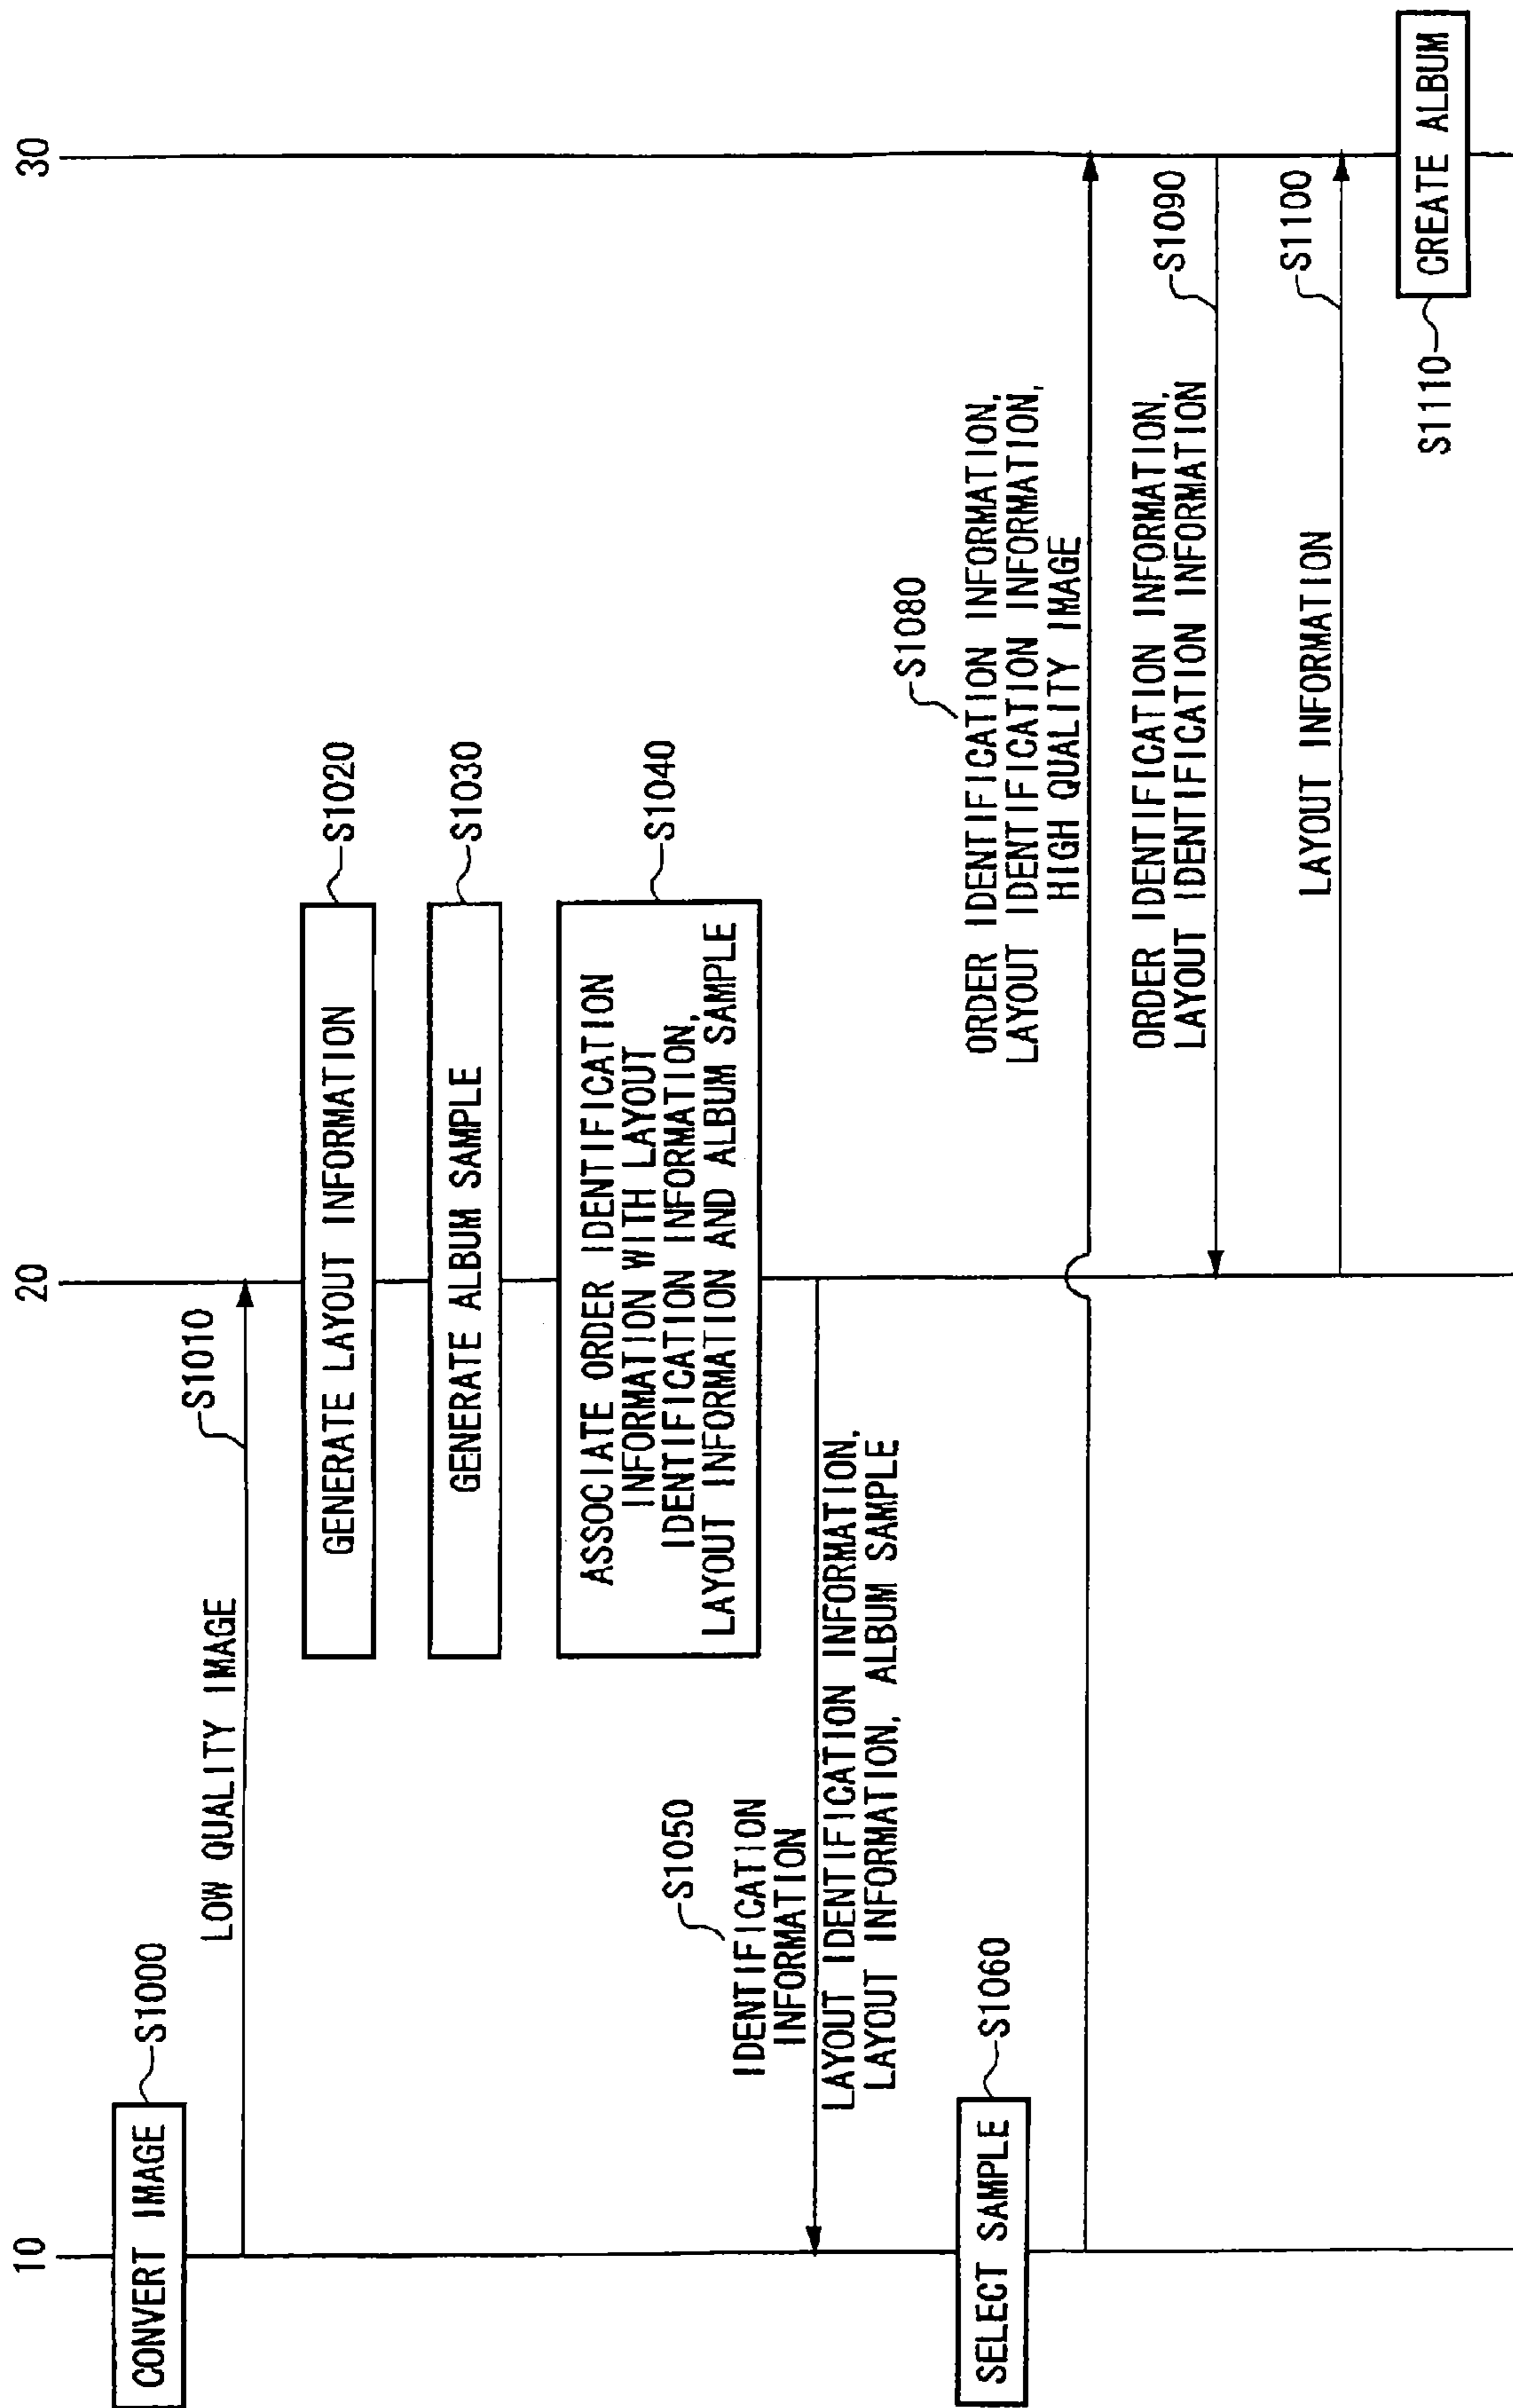 10
20
30
CONVERT IMAGE
S1000
LOW QUALITY IMAGE
S1010
GENERATE LAYOUT INFORMATION
S1020
GENERATE ALBUM SAMPLE
S1030
ASSOCIATE ORDER IDENTIFICATION
INFORMATION WITH LAYOUT
IDENTIFICATION INFORMATION,
LAYOUT INFORMATION AND ALBUM SAMPLE
S1040
S1050
IDENTIFICATION
INFORMATION
LAYOUT IDENTIFICATION INFORMATION,
LAYOUT INFORMATION, ALBUM SAMPLE
SELECT SAMPLE
S1060
S1080
ORDER IDENTIFICATION INFORMATION,
LAYOUT IDENTIFICATION INFORMATION,
HIGH QUALITY IMAGE
ORDER IDENTIFICATION INFORMATION,
LAYOUT IDENTIFICATION INFORMATION
S1090
LAYOUT INFORMATION
S1100
S1110
CREATE ALBUM